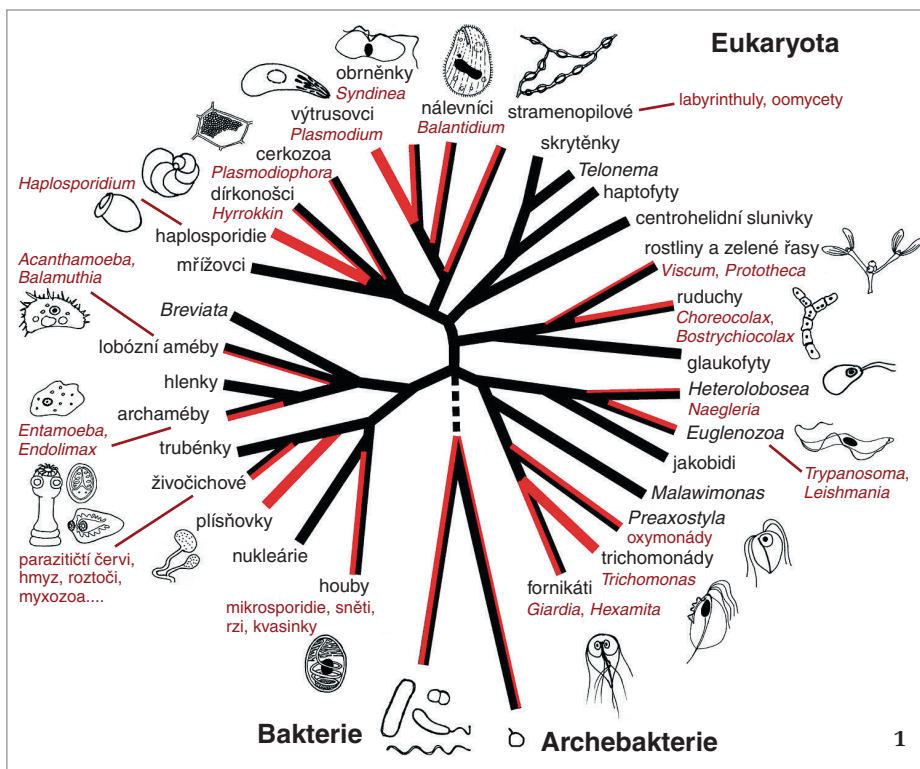 Eukaryota
obrněnky
Syndinea
výtrusovci
Plasmodium
nálevníci
Balantidium
stramenopilové
labyrinthuly, oomycety
cerkozoa
Plasmodiophora
dírkonošci
Hyrrokkin
Haplosporidium
haplosporidie
mřížovci
skrytěnky
Telonema
haptofyty
centrohelidní slunivky
rostliny a zelené řasy
Viscum, Prototheca
ruduchy
Choreocolax,
Bostrychiocolax
glaukofyty
Acanthamoeba,
Balamuthia
Breviata
lobózní améby
hlenky
archaméby
Entamoeba,
Endolimax
trubénky
živočichové
parazitičtí červi,
hmyz, roztoči,
myxozoa....
plísňovky
nukleárie
houby
mikrosporidie, sněti,
rzi, kvasinky
Heterolobosea
Naegleria
Euglenozoa
Trypanosoma,
Leishmania
jakobidi
Malawimonas
Preaxostyla
oxymonády
trichomonády
Trichomonas
fornikáti
Giardia, Hexamita
Bakterie
Archebakterie
1